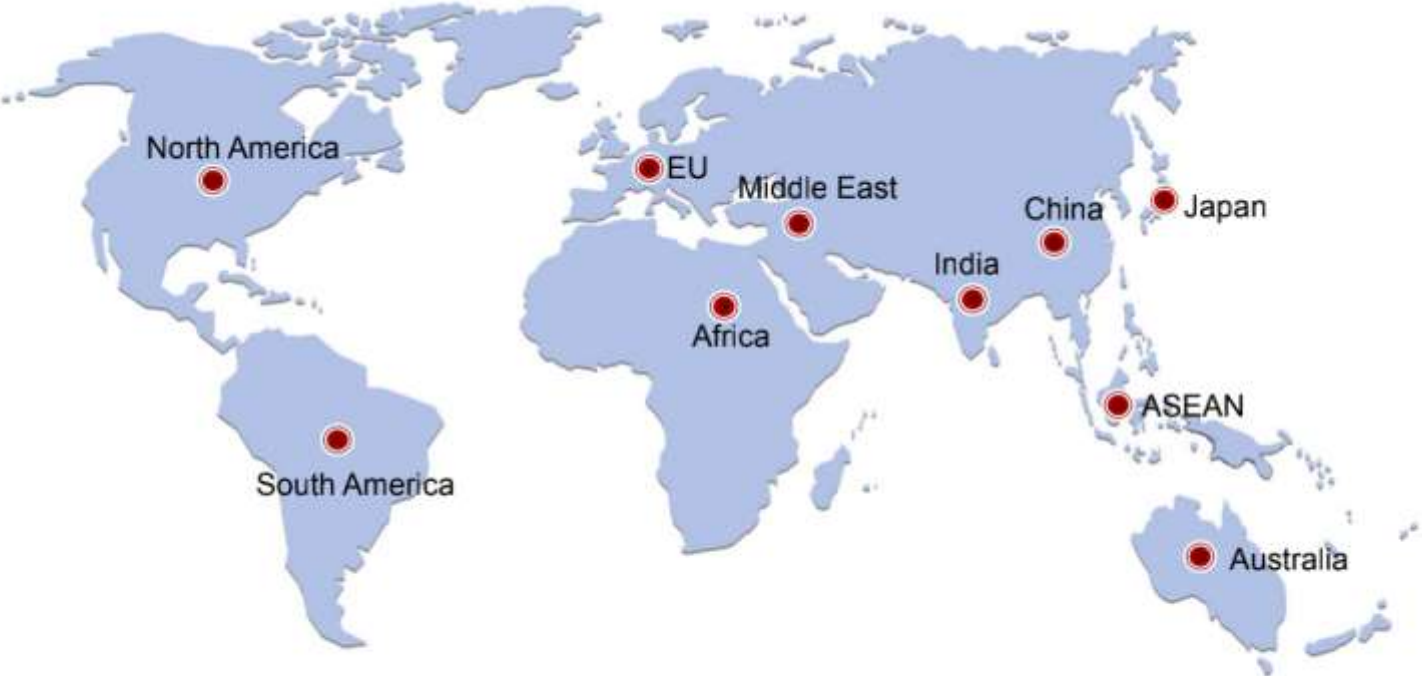 North America
EU
Middle East
China
Japan
India
Africa
ASEAN
South America
Australia